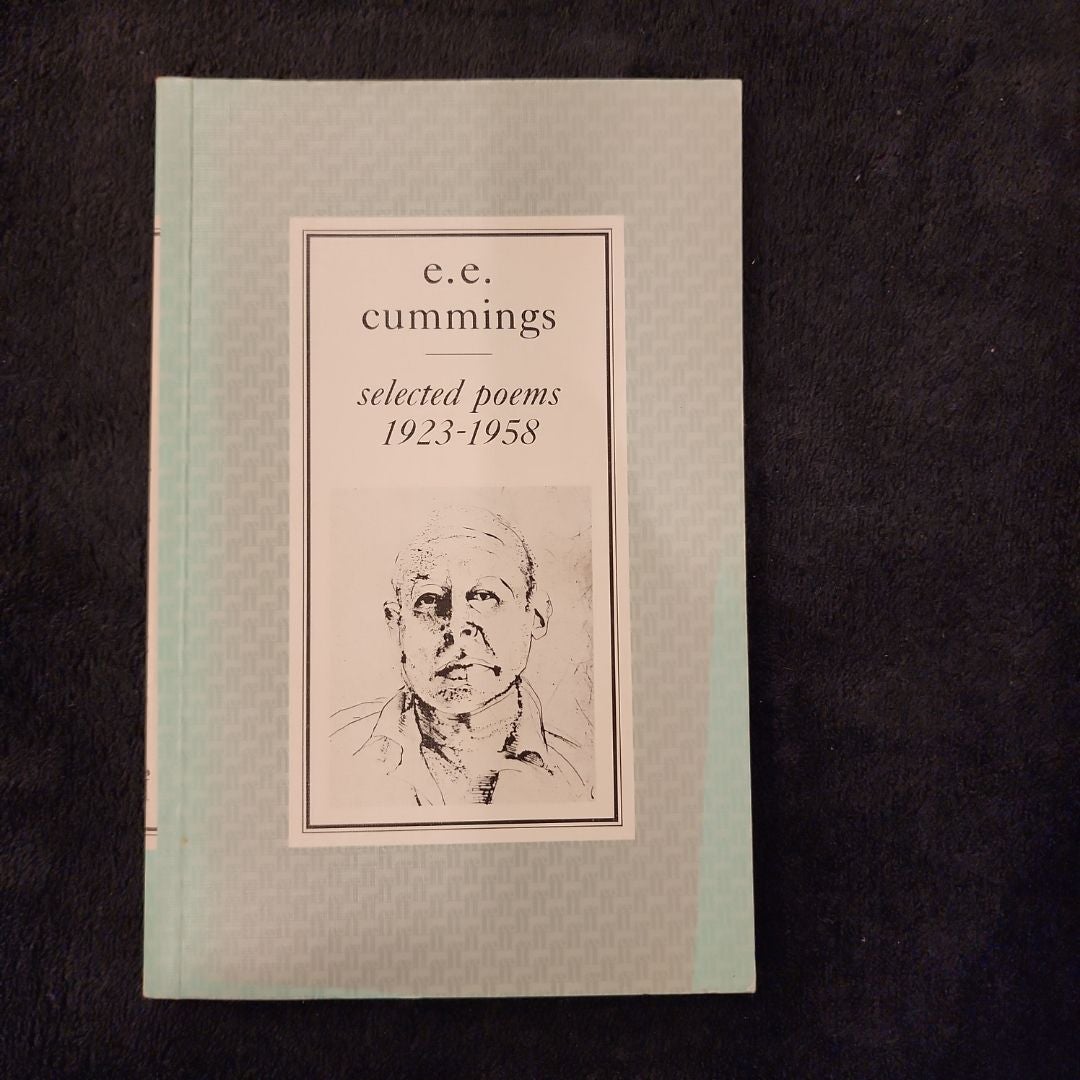 e.e.
cummings
selected poems
1923-1958